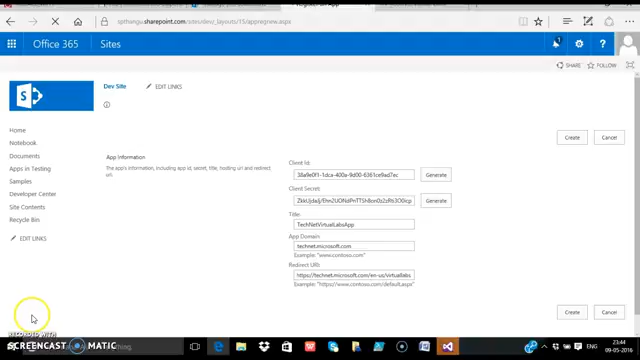 spthingu.sharepoint.com/sites/dev/_layouts/15/appregnew.aspx
Office 365
Sites
1
?
SHARE
FOLLOW
S
Dev Site
EDIT LINKS
Home
Notebook
Documents
Apps in Testing
Samples
Developer Center
Site Contents
Recycle Bin
EDIT LINKS
Create
Cancel
App Information
The app's information, including app id, secret, title, hosting url and redirect
url.
Client Id:
Generate
Client Secret:
Generate
Title:
TechNetVirtualLabsApp
App Domain:
technet.microsoft.com
Example: "www.contoso.com"
Redirect URI:
https://technet.microsoft.com/en-us/virtuallabs
Example: "https://www.contoso.com/default.aspx"
Create
Cancel
RECORDED WITH
SCREENCAST MATIC
23:44
09-05-2016